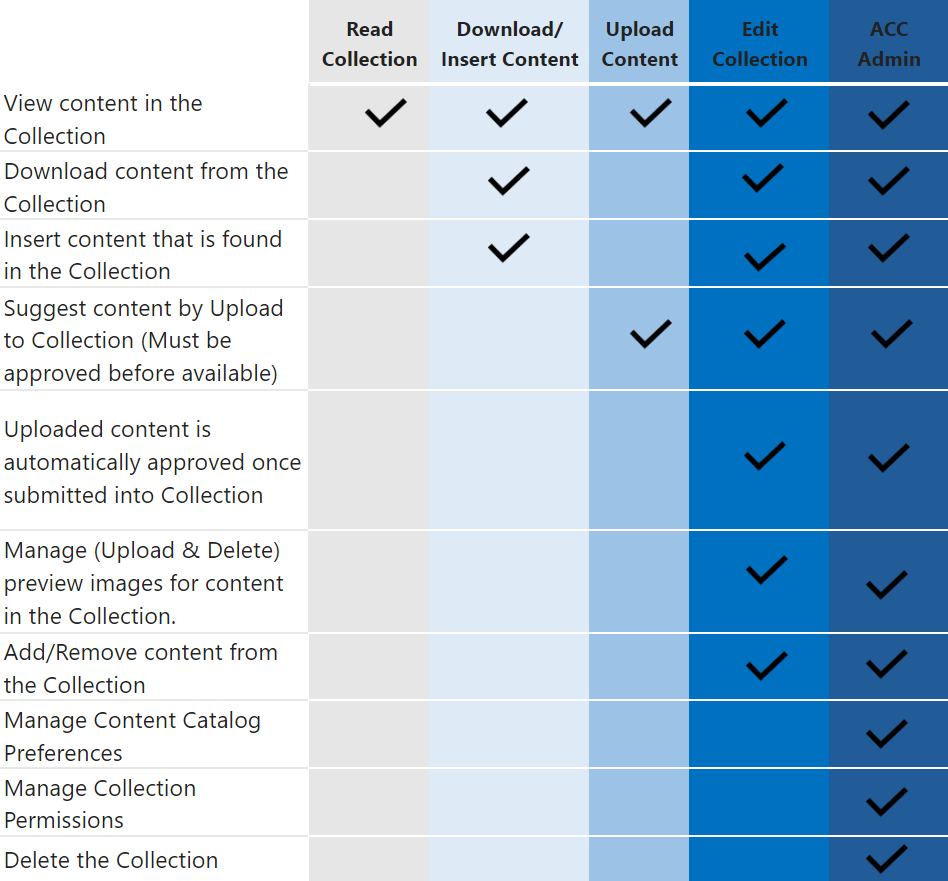 Read
Collection
Download/
Insert Content
Upload
Content
Edit
Collection
ACC
Admin
View content in the
Collection
Download content from the
Collection
Insert content that is found
in the Collection
Suggest content by Upload
to Collection (Must be
approved before available)
Uploaded content is
automatically approved once
submitted into Collection
Manage (Upload & Delete)
preview images for content
in the Collection.
Add/Remove content from
the Collection
Manage Content Catalog
Preferences
Manage Collection
Permissions
Delete the Collection